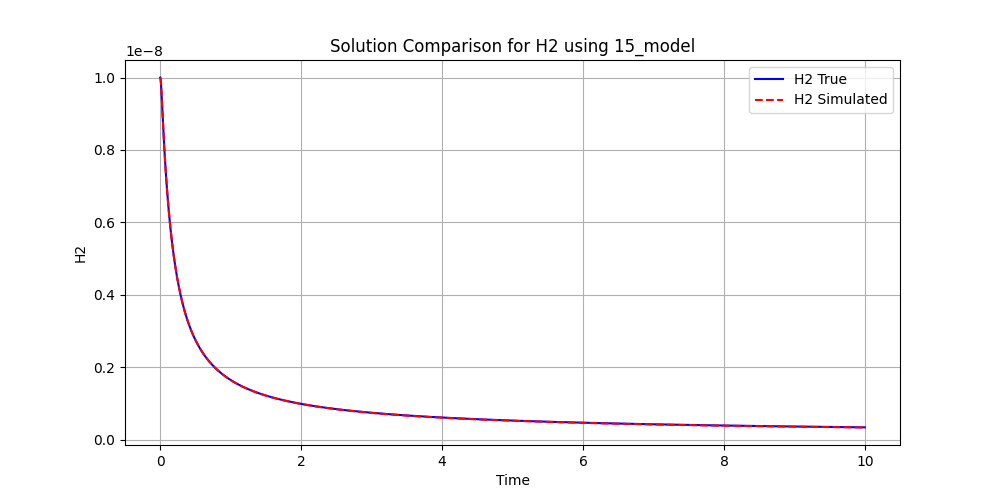 Solution Comparison for H2 using 15_model
1e−8
H2 True
H2 Simulated
1.0
0.8
0.6
0.4
0.2
0.0
H2
0 2 4 6 8 10
Time